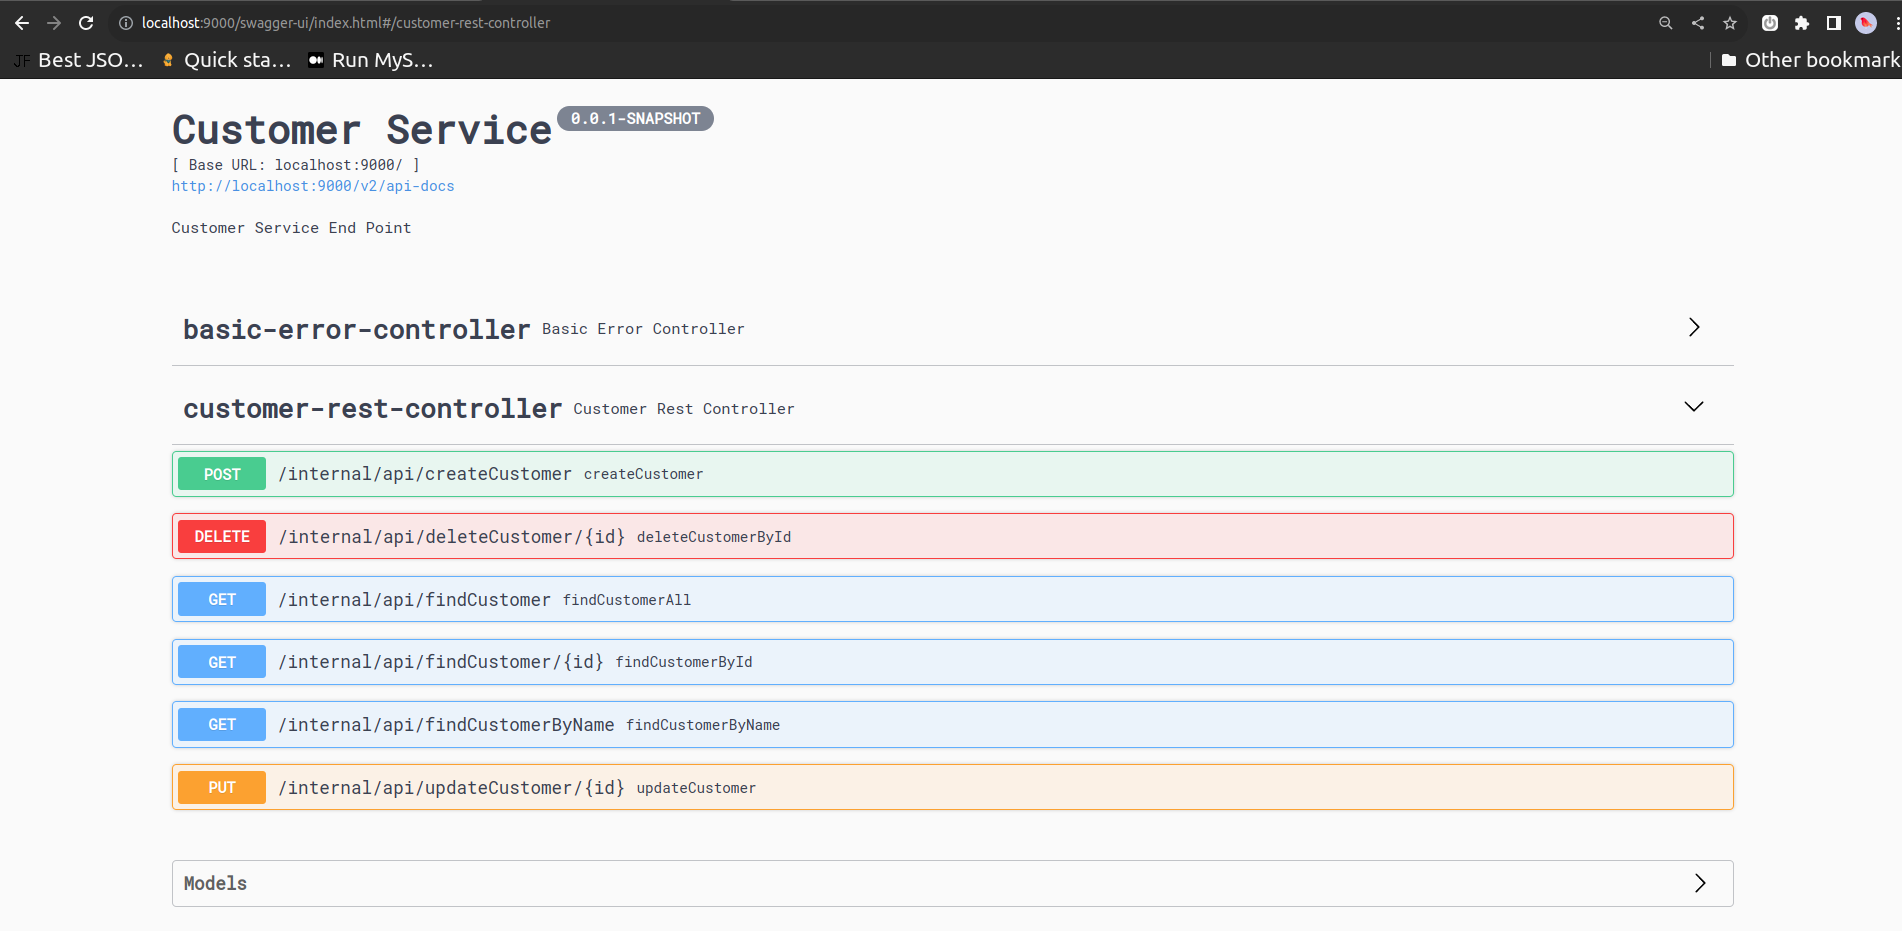 localhost:9000/swagger-ui/index.html#/customer-rest-controller
JF Best JSO... Quick sta... Run MyS... Other bookmark
Customer Service 0.0.1-SNAPSHOT
[ Base URL: localhost:9000/ ]
http://localhost:9000/v2/api-docs
Customer Service End Point
basic-error-controller Basic Error Controller
customer-rest-controller Customer Rest Controller
POST /internal/api/createCustomer createCustomer
DELETE /internal/api/deleteCustomer/{id} deleteCustomerById
GET /internal/api/findCustomer findCustomerAll
GET /internal/api/findCustomer/{id} findCustomerById
GET /internal/api/findCustomerByName findCustomerByName
PUT /internal/api/updateCustomer/{id} updateCustomer
Models